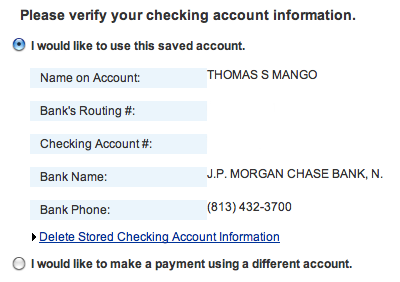 Please verify your checking account information.
I would like to use this saved account.
Name on Account: THOMAS S MANGO
Bank's Routing #:
Checking Account #:
Bank Name: J.P. MORGAN CHASE BANK, N.
Bank Phone: (813) 432-3700
Delete Stored Checking Account Information
I would like to make a payment using a different account.